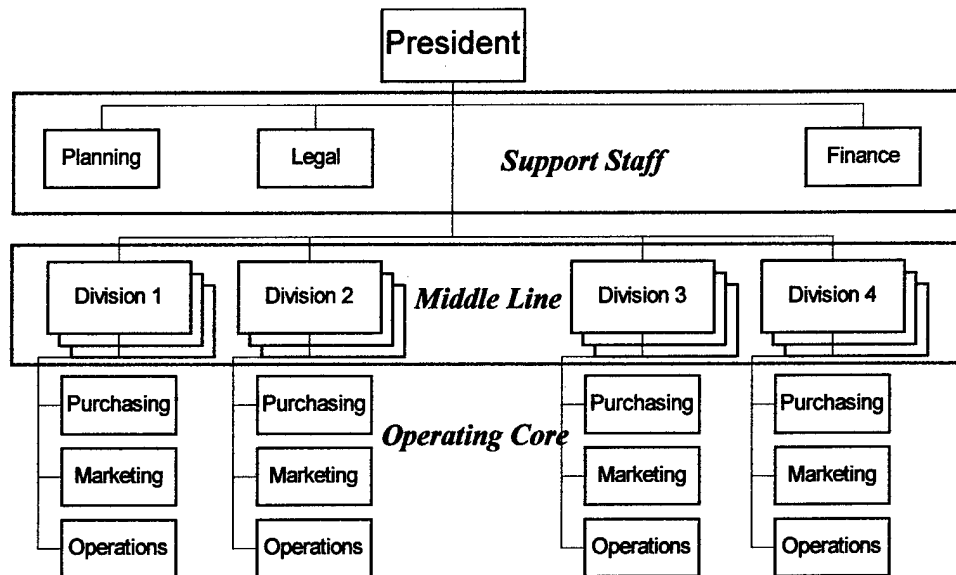 President
Planning
Legal
Support Staff
Finance
Division 1
Division 2
Middle Line
Division 3
Division 4
Purchasing
Purchasing
Purchasing
Purchasing
Operating Core
Marketing
Marketing
Marketing
Marketing
Operations
Operations
Operations
Operations